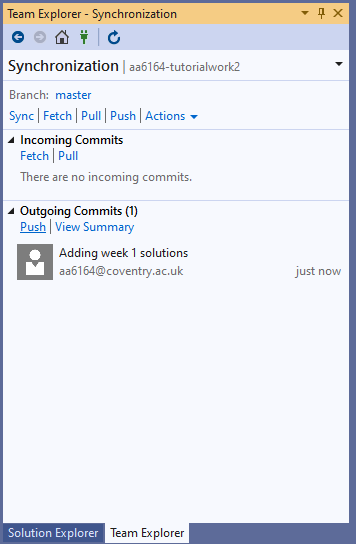 Team Explorer - Synchronization
Synchronization | aa6164-tutorialwork2
Branch: master
Sync | Fetch | Pull | Push | Actions
Incoming Commits
Fetch | Pull
There are no incoming commits.
Outgoing Commits (1)
Push | View Summary
Adding week 1 solutions
aa6164@coventry.ac.uk just now
Solution Explorer Team Explorer